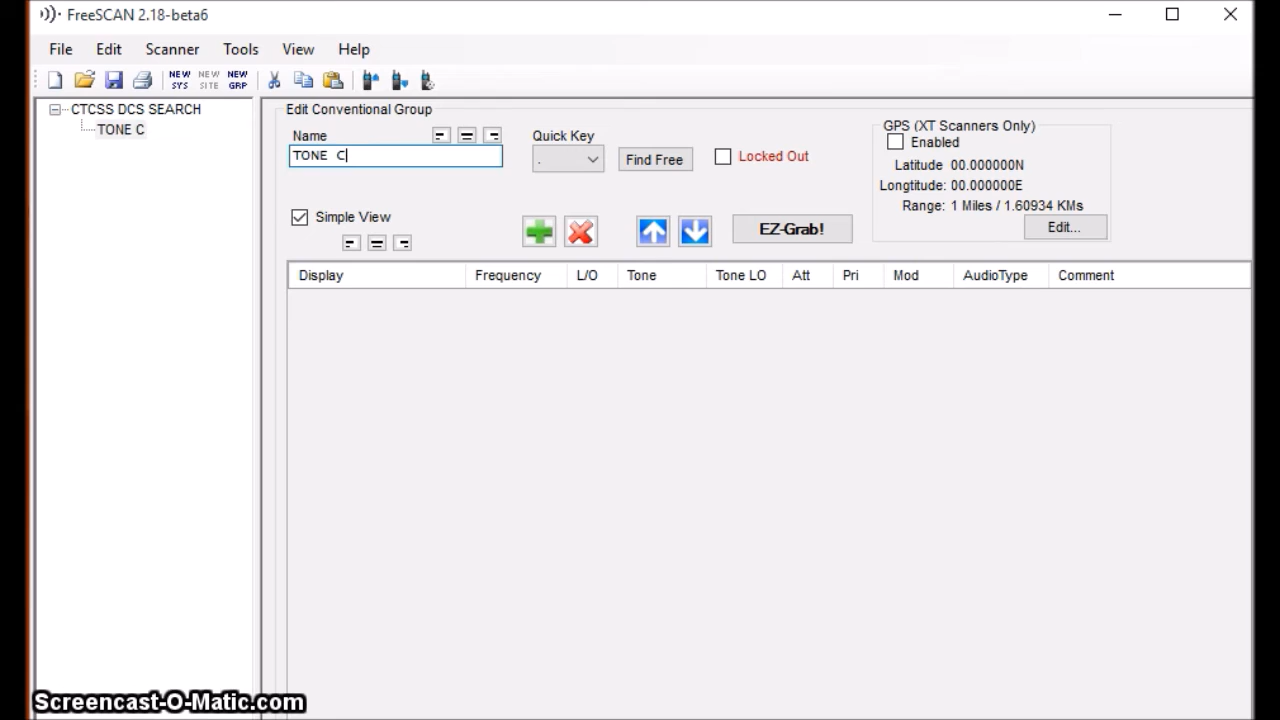 FreeSCAN 2.18-beta6
File Edit Scanner Tools View Help
NEW SYS NEW SITE NEW GRP
CTCSS DCS SEARCH
TONE C
Edit Conventional Group
Name
TONE C
Quick Key
.
Find Free
Locked Out
GPS (XT Scanners Only)
Enabled
Latitude 00.000000N
Longtitude: 00.000000E
Range: 1 Miles / 1.60934 KMs
Edit...
Simple View
EZ-Grab!
Display Frequency L/O Tone Tone LO Att Pri Mod AudioType Comment
Screencast-O-Matic.com